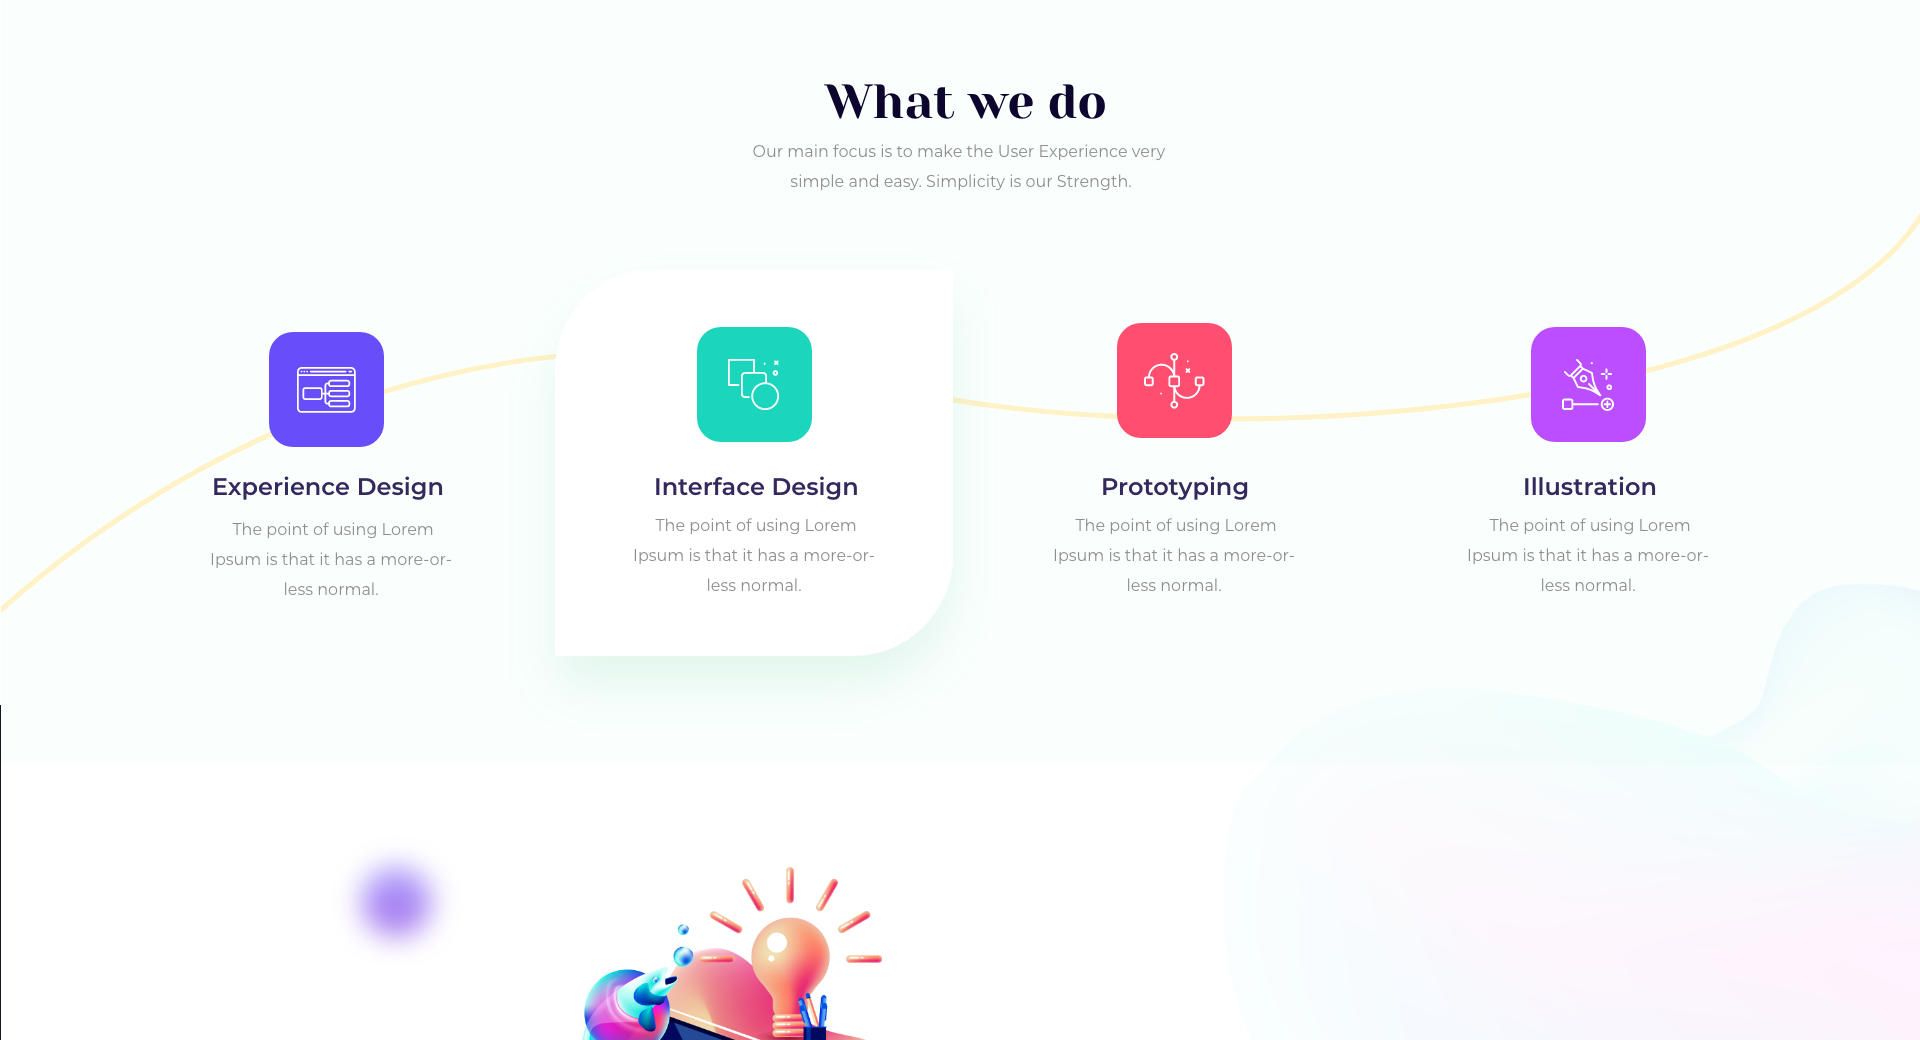 What we do
Our main focus is to make the User Experience very
simple and easy. Simplicity is our Strength.
Experience Design
The point of using Lorem
Ipsum is that it has a more-or-
less normal.
Interface Design
The point of using Lorem
Ipsum is that it has a more-or-
less normal.
Prototyping
The point of using Lorem
Ipsum is that it has a more-or-
less normal.
Illustration
The point of using Lorem
Ipsum is that it has a more-or-
less normal.